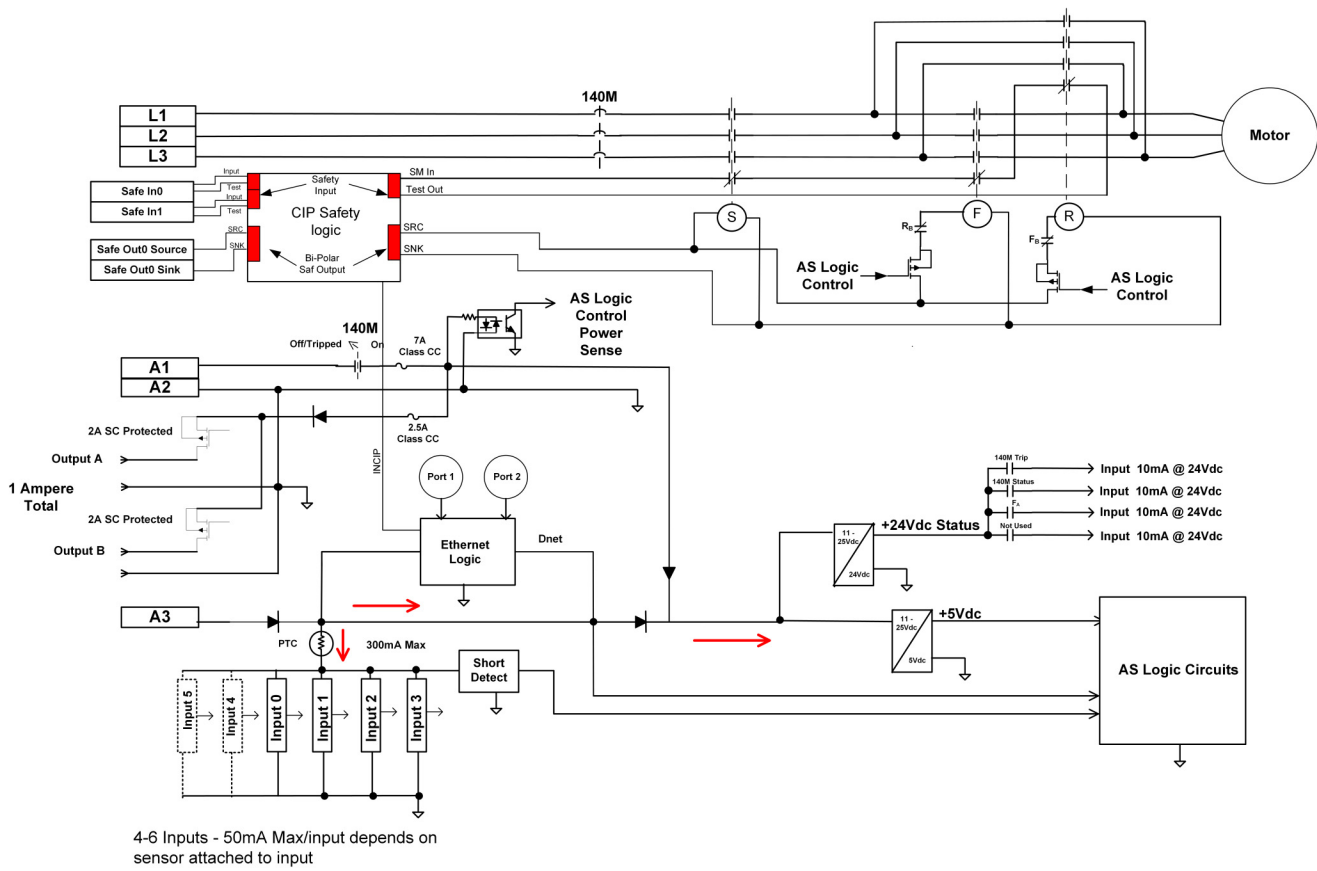 140M
L1
L2
L3
Motor
Input
Test
Input
Test
Safe In0
Safe In1
Safety
Input
CIP Safety
logic
SM In
Test Out
SRC
SNK
Safe Out0 Source
Safe Out0 Sink
Bi-Polar
Saf Output
SRC
SNK
S
F
R
RB
FB
AS Logic
Control
AS Logic
Control
AS Logic
Control
Power
Sense
140M
Off/Tripped
On
7A
Class CC
A1
A2
2.5A
Class CC
2A SC Protected
Output A
1 Ampere
Total
2A SC Protected
Output B
INCIP
Port 1
Port 2
Ethernet
Logic
Dnet
+24Vdc Status
11 -
25Vdc
24Vdc
140M Trip
Input 10mA @ 24Vdc
140M Status
Input 10mA @ 24Vdc
FA
Input 10mA @ 24Vdc
Not Used
Input 10mA @ 24Vdc
A3
PTC
300mA Max
+5Vdc
11 -
25Vdc
5Vdc
AS Logic Circuits
Short
Detect
Input 5
Input 4
Input 0
Input 1
Input 2
Input 3
4-6 Inputs - 50mA Max/input depends on
sensor attached to input